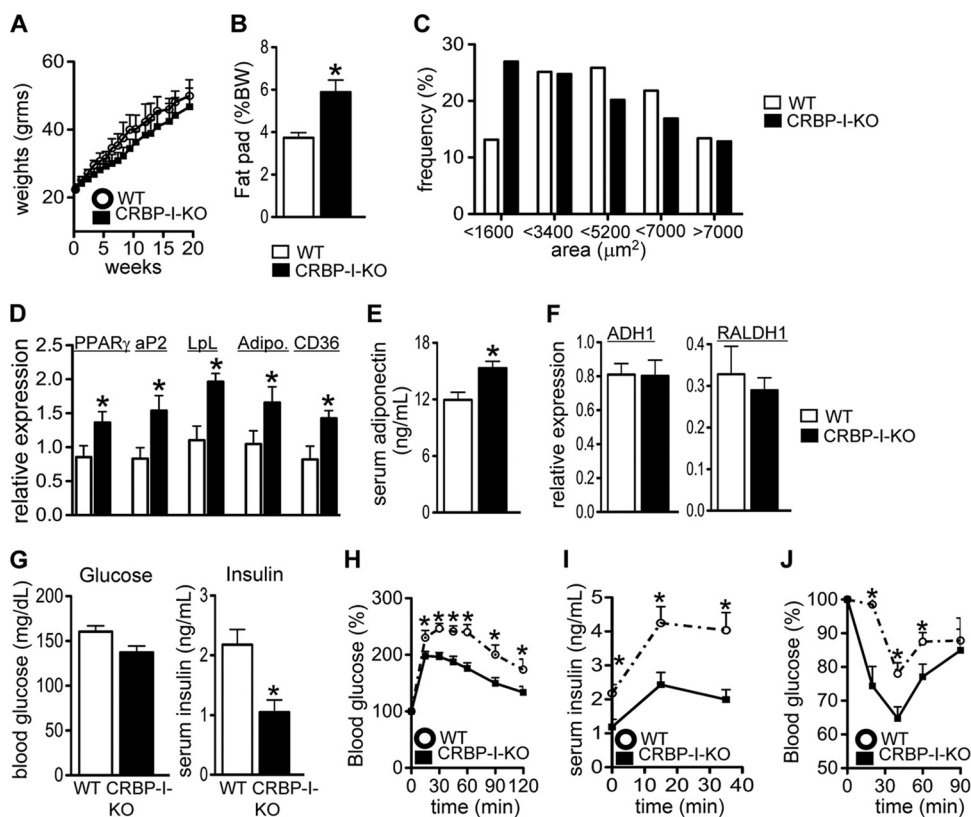 A
weights (grms)
60
40
20
0 5 10 15 20
weeks
WT
CRBP-I-KO
B
Fat pad (%BW)
8
6
4
2
0
*
WT
CRBP-I-KO
C
frequency (%)
30
20
10
0
<1600 <3400 <5200 <7000 >7000
area (μm²)
WT
CRBP-I-KO
D
relative expression
PPARγ aP2 LpL Adipo. CD36
2.5
2.0
1.5
1.0
0.5
0.0
* * * * *
E
serum adiponectin
(ng/mL)
18
12
6
0
*
F
relative expression
ADH1
1.0
0.8
0.6
0.4
0.2
0.0
RALDH1
0.4
0.3
0.2
0.1
0.0
WT
CRBP-I-KO
G
Glucose
blood glucose (mg/dL)
200
150
100
50
0
WT CRBP-I-
KO
Insulin
serum insulin (ng/mL)
3
2
1
0
*
WT CRBP-I-
KO
H
Blood glucose (%)
300
200
100
0
* * * * * *
WT
CRBP-I-KO
0 30 60 90 120
time (min)
I
serum insulin (ng/mL)
6
5
4
3
2
1
0
* * *
WT
CRBP-I-KO
0 10 20 30 40
time (min)
J
Blood glucose (%)
100
90
80
70
60
50
* * *
WT
CRBP-I-KO
0 30 60 90
time (min)